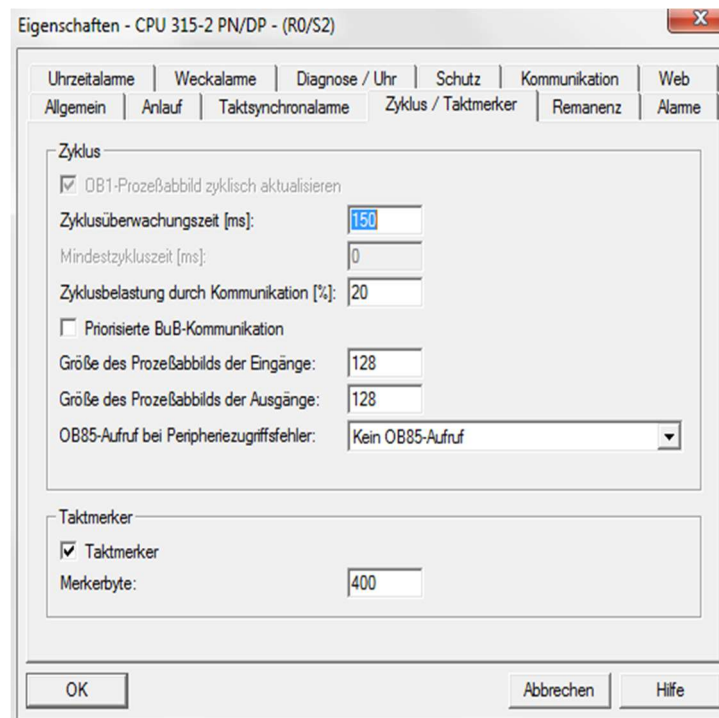 Eigenschaften - CPU 315-2 PN/DP - (R0/S2)
X
Uhrzeitalarme Weckalarme Diagnose / Uhr Schutz Kommunikation Web
Allgemein Anlauf Taktsynchronalarme Zyklus / Taktmerker Remanenz Alarme
Zyklus
OB1-Prozeßabbild zyklisch aktualisieren
Zyklusüberwachungszeit [ms]: 150
Mindestzykluszeit [ms]: 0
Zyklusbelastung durch Kommunikation [%]: 20
Priorisierte BuB-Kommunikation
Größe des Prozeßabbilds der Eingänge: 128
Größe des Prozeßabbilds der Ausgänge: 128
OB85-Aufruf bei Peripheriezugriffsfehler: Kein OB85-Aufruf
Taktmerker
Taktmerker
Merkerbyte: 400
OK Abbrechen Hilfe